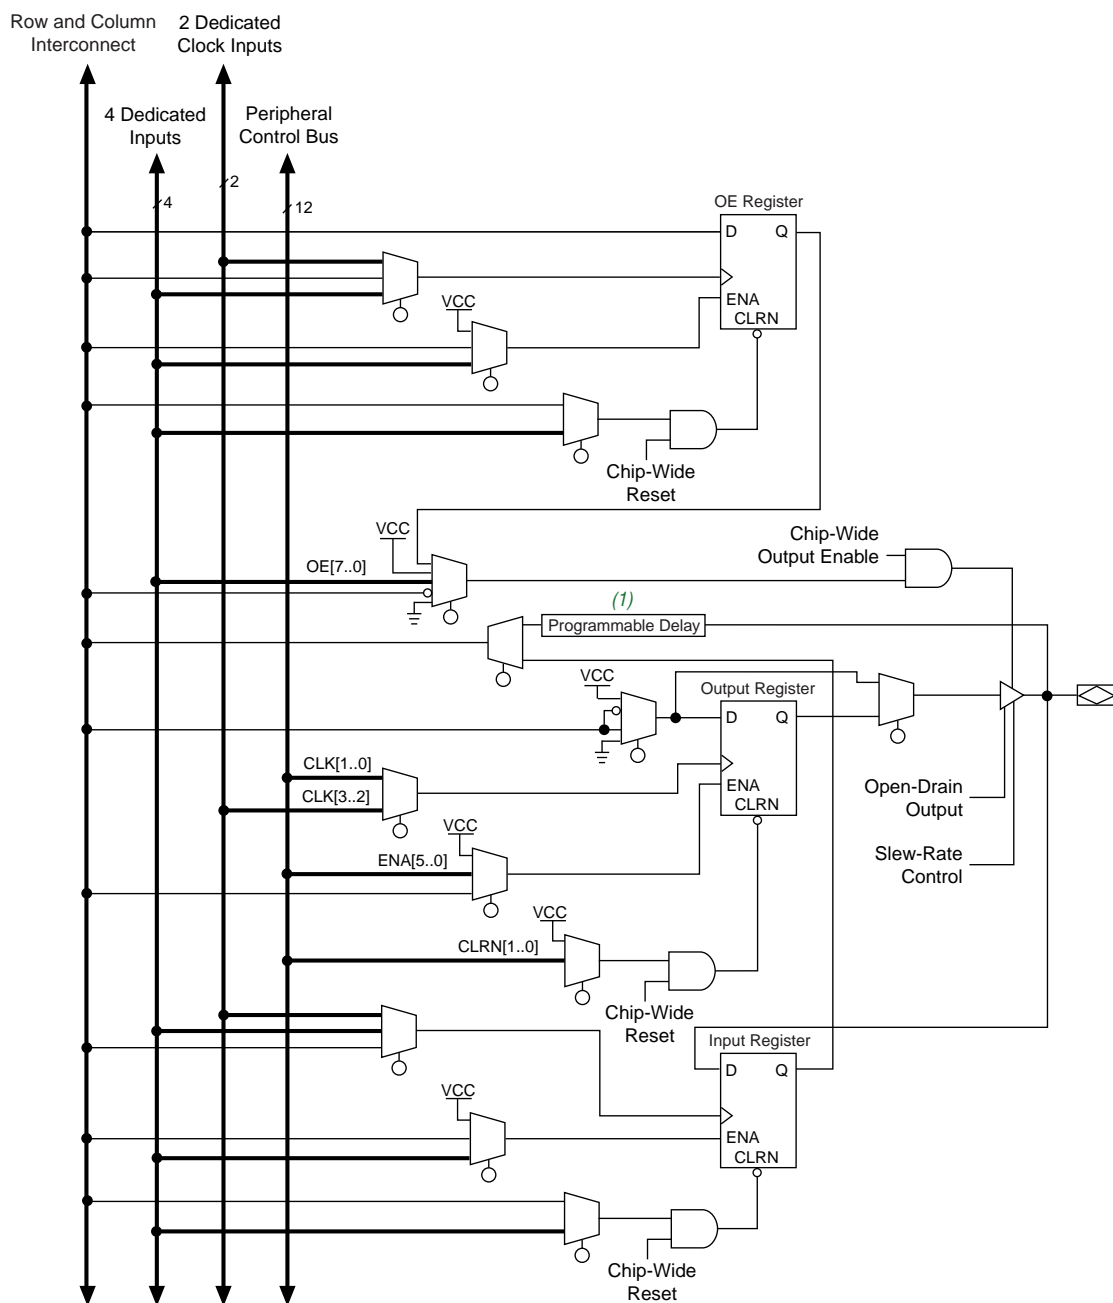 Row and Column
Interconnect
2 Dedicated
Clock Inputs
4 Dedicated
Inputs
Peripheral
Control Bus
2
4
12
OE Register
D
Q
ENA
CLRN
VCC
Chip-Wide
Reset
VCC
OE[7..0]
Chip-Wide
Output Enable
(1)
Programmable Delay
VCC
Output Register
D
Q
ENA
CLRN
CLK[1..0]
CLK[3..2]
Open-Drain
Output
VCC
ENA[5..0]
Slew-Rate
Control
VCC
CLRN[1..0]
Chip-Wide
Reset
Input Register
D
Q
ENA
CLRN
VCC
Chip-Wide
Reset